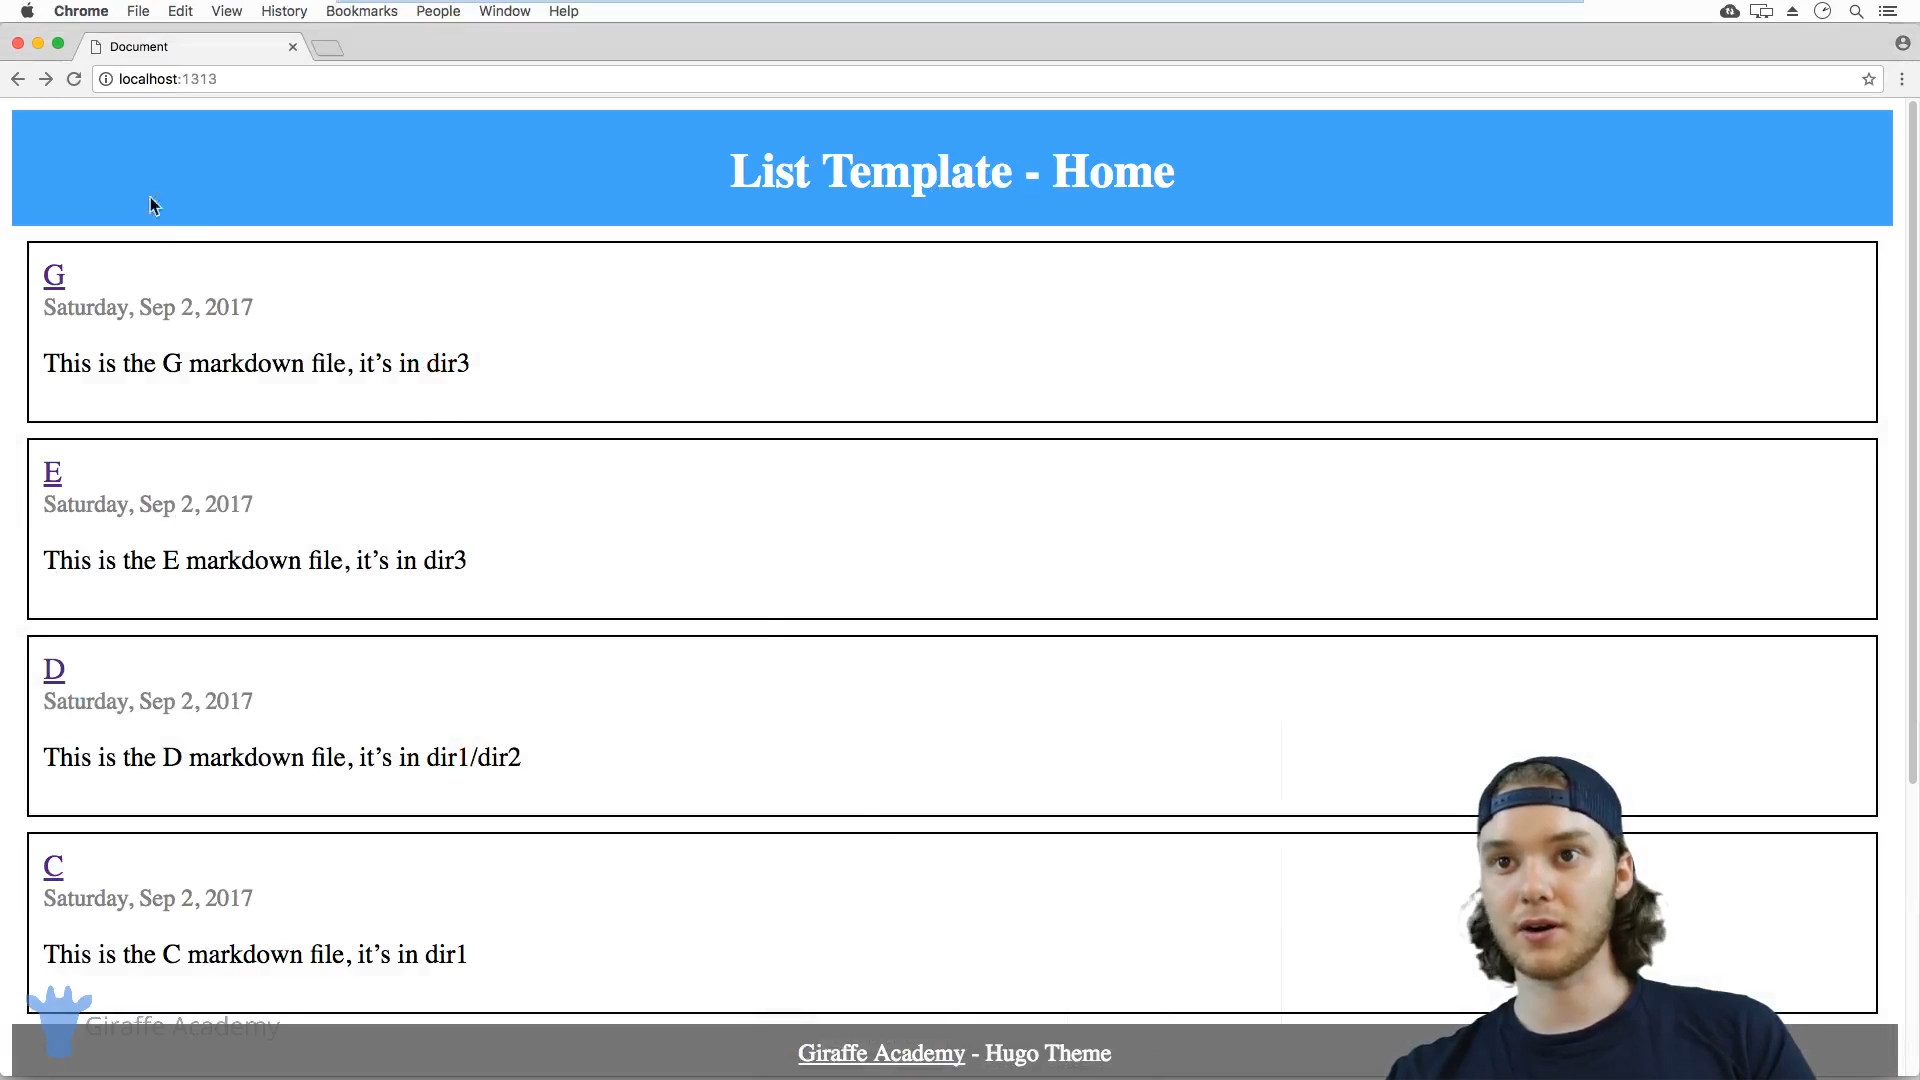 Chrome File Edit View History Bookmarks People Window Help
Document
localhost:1313
List Template - Home
G
Saturday, Sep 2, 2017
This is the G markdown file, it’s in dir3
E
Saturday, Sep 2, 2017
This is the E markdown file, it’s in dir3
D
Saturday, Sep 2, 2017
This is the D markdown file, it’s in dir1/dir2
C
Saturday, Sep 2, 2017
This is the C markdown file, it’s in dir1
Giraffe Academy
Giraffe Academy - Hugo Theme